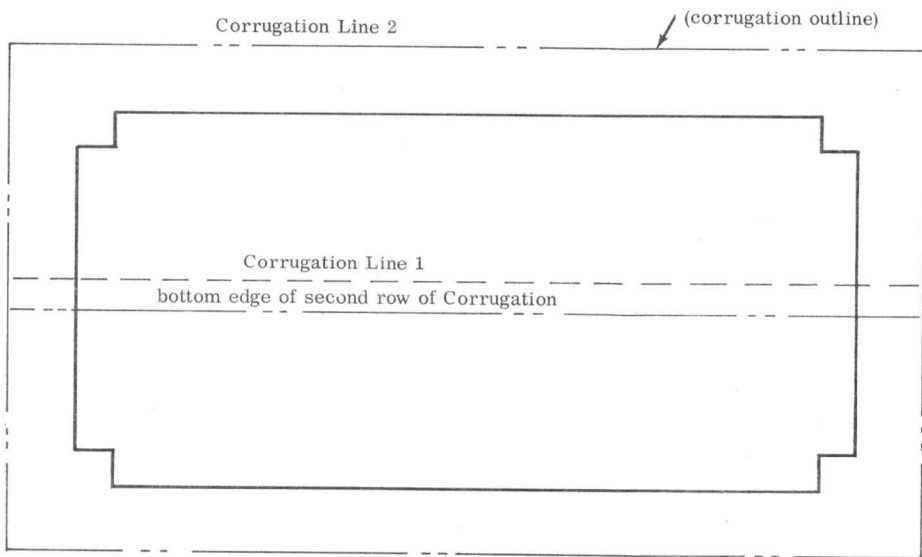 Corrugation Line 2
(corrugation outline)
Corrugation Line 1
bottom edge of second row of Corrugation